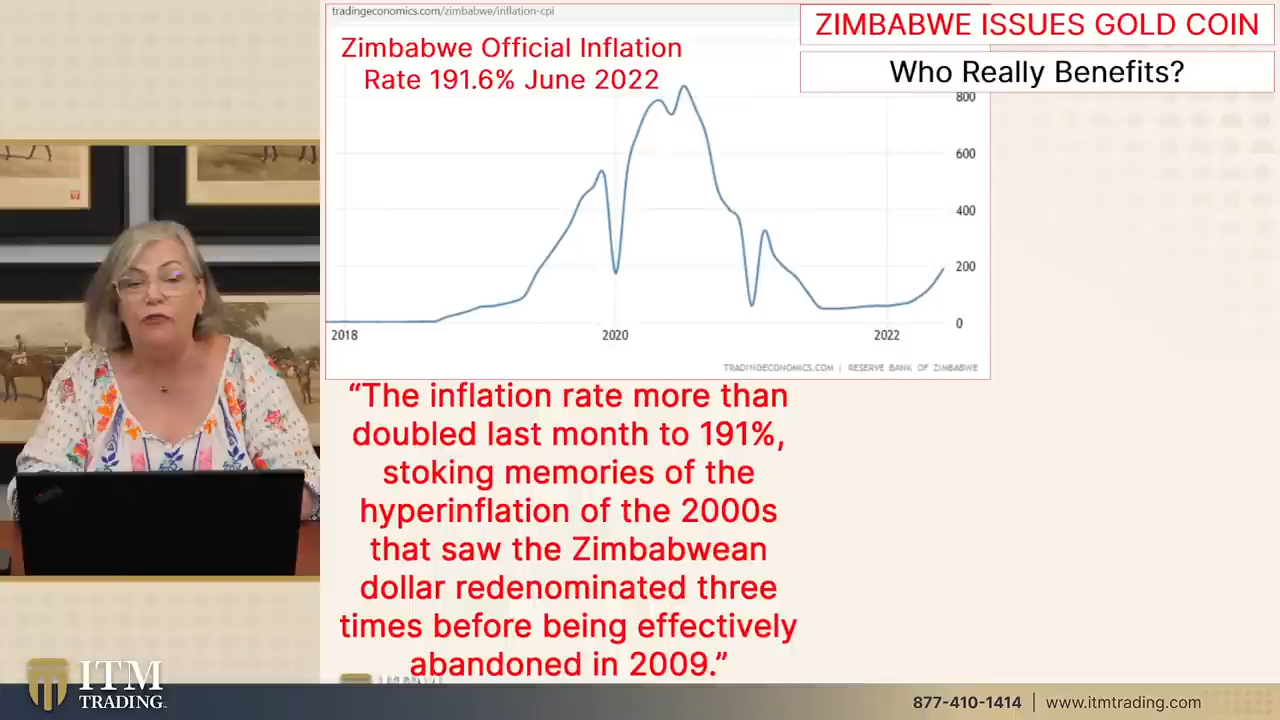 tradingeconomics.com/zimbabwe/inflation-cpi
ZIMBABWE ISSUES GOLD COIN
Who Really Benefits?
Zimbabwe Official Inflation
Rate 191.6% June 2022
800
600
400
200
0
2018
2020
2022
TRADINGECONOMICS.COM | RESERVE BANK OF ZIMBABWE
“The inflation rate more than
doubled last month to 191%,
stoking memories of the
hyperinflation of the 2000s
that saw the Zimbabwean
dollar redenominated three
times before being effectively
abandoned in 2009.”
ITM
TRADING
877-410-1414 | www.itmtrading.com